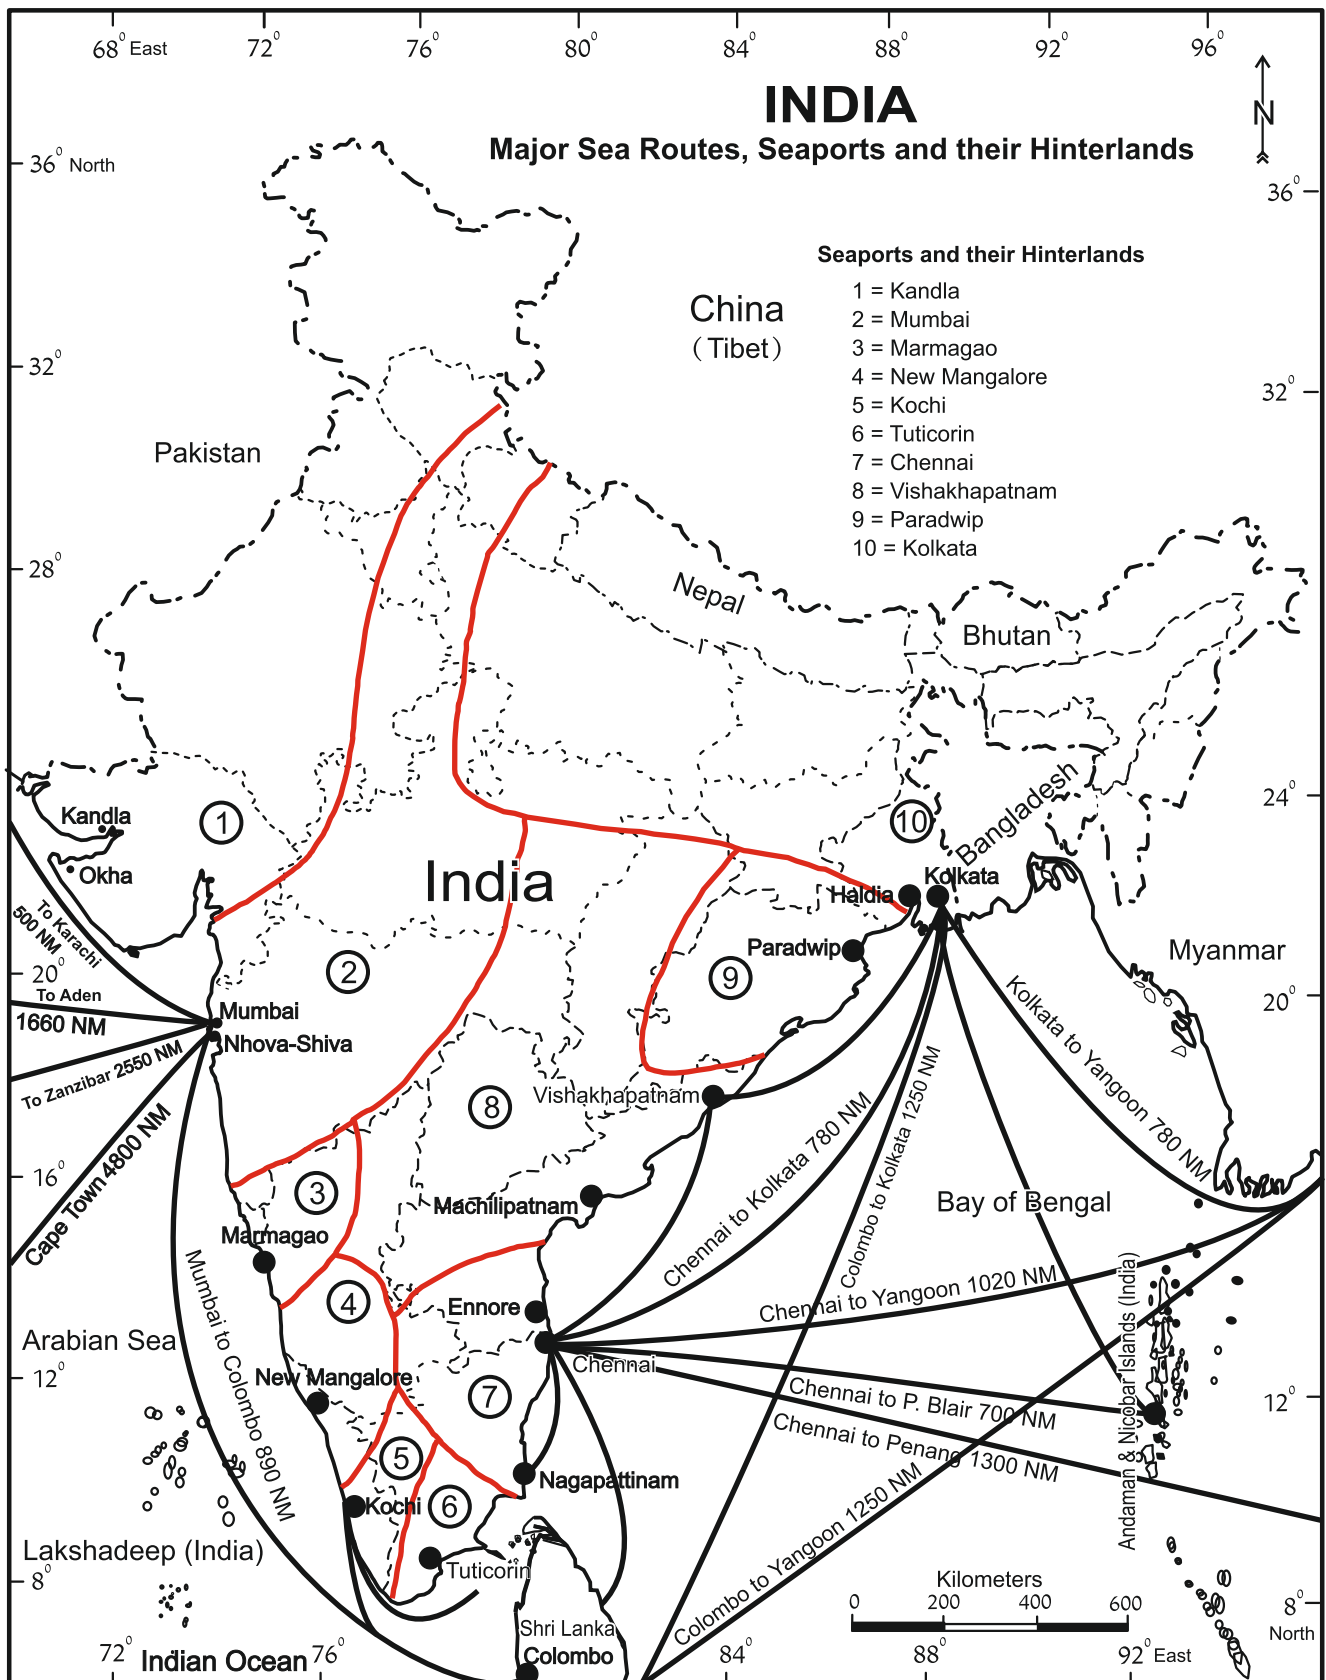 68° East 72° 76° 80° 84° 88° 92° 96°
INDIA
N
Major Sea Routes, Seaports and their Hinterlands
36° North
36°
Seaports and their Hinterlands
1 = Kandla
2 = Mumbai
3 = Marmagao
4 = New Mangalore
5 = Kochi
6 = Tuticorin
7 = Chennai
8 = Vishakhapatnam
9 = Paradwip
10 = Kolkata
China
(Tibet)
32°
32°
Pakistan
28°
Nepal
Bhutan
24°
Bangladesh
Kandla
1
10
Okha
India
Haldia
Kolkata
To Karachi
500 NM
Paradwip
Myanmar
20°
2
9
20°
To Aden
1660 NM
Mumbai
Nhova-Shiva
To Zanzibar 2550 NM
Kolkata to Yangoon 780 NM
Vishakhapatnam
8
Cape Town 4800 NM
Chennai to Kolkata 780 NM
Colombo to Kolkata 1250 NM
16°
3
Machilipatnam
Bay of Bengal
Marmagao
Mumbai to Colombo 890 NM
4
Ennore
Chennai to Yangoon 1020 NM
Arabian Sea
Chennai
12°
New Mangalore
7
Chennai to P. Blair 700 NM
12°
Chennai to Penang 1300 NM
Andaman & Nicobar Islands (India)
5
Nagapattinam
Kochi
6
Colombo to Yangoon 1250 NM
Lakshadeep (India)
8°
Tuticorin
Kilometers
0 200 400 600
8°
North
Shri Lanka
Colombo
72° Indian Ocean 76° 84° 88° 92° East